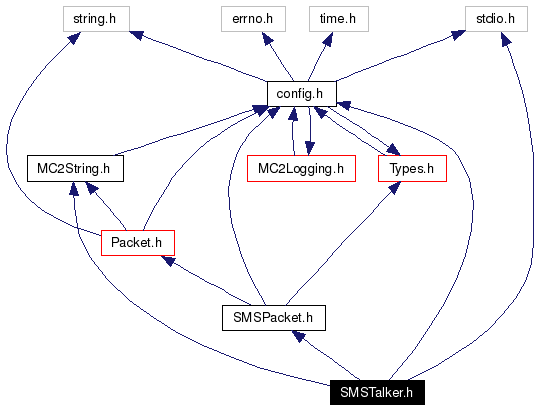 string.h
errno.h
time.h
stdio.h
config.h
MC2String.h
MC2Logging.h
Types.h
Packet.h
SMSPacket.h
SMSTalker.h